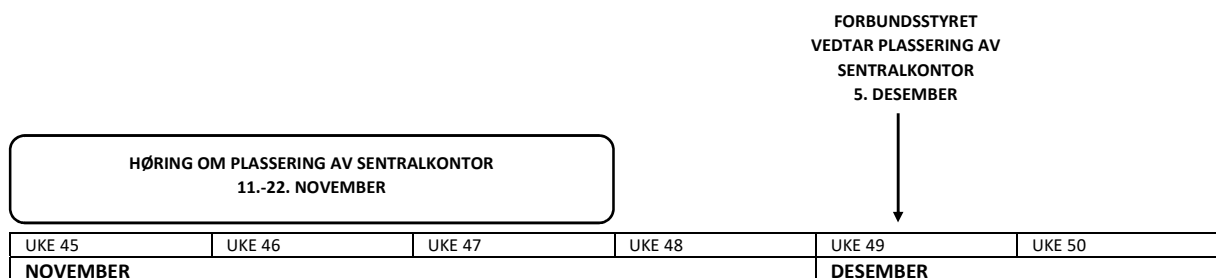 FORBUNDSSTYRET
VEDTAR PLASSERING AV
SENTRALKONTOR
5. DESEMBER
HØRING OM PLASSERING AV SENTRALKONTOR
11.-22. NOVEMBER
UKE 45 UKE 46 UKE 47 UKE 48 UKE 49 UKE 50
NOVEMBER DESEMBER